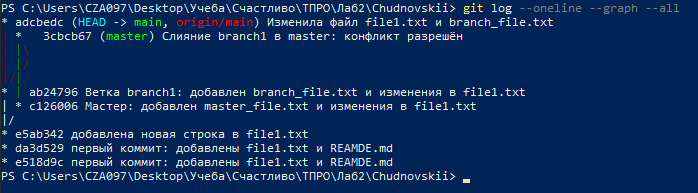 PS C:\Users\CZA097\Desktop\Учеба\Счастливо\ТПРО\Ла62\Chudnovskii> git log --oneline --graph --all
* adcbedc (HEAD -> main, origin/main) Изменила файл file1.txt и branch_file.txt
| *   3cbcb67 (master) Слияние branch1 в master: конфликт разрешён
| |\
| |/
|/|
* | ab24796 Ветка branch1: добавлен branch_file.txt и изменения в file1.txt
| * c126006 Мастер: добавлен master_file.txt и изменения в file1.txt
|/
* e5ab342 добавлена новая строка в file1.txt
* da3d529 первый коммит: добавлены file1.txt и REAMDE.md
* e518d9c первый коммит: добавлены file1.txt и REAMDE.md
PS C:\Users\CZA097\Desktop\Учеба\Счастливо\ТПРО\Ла62\Chudnovskii>